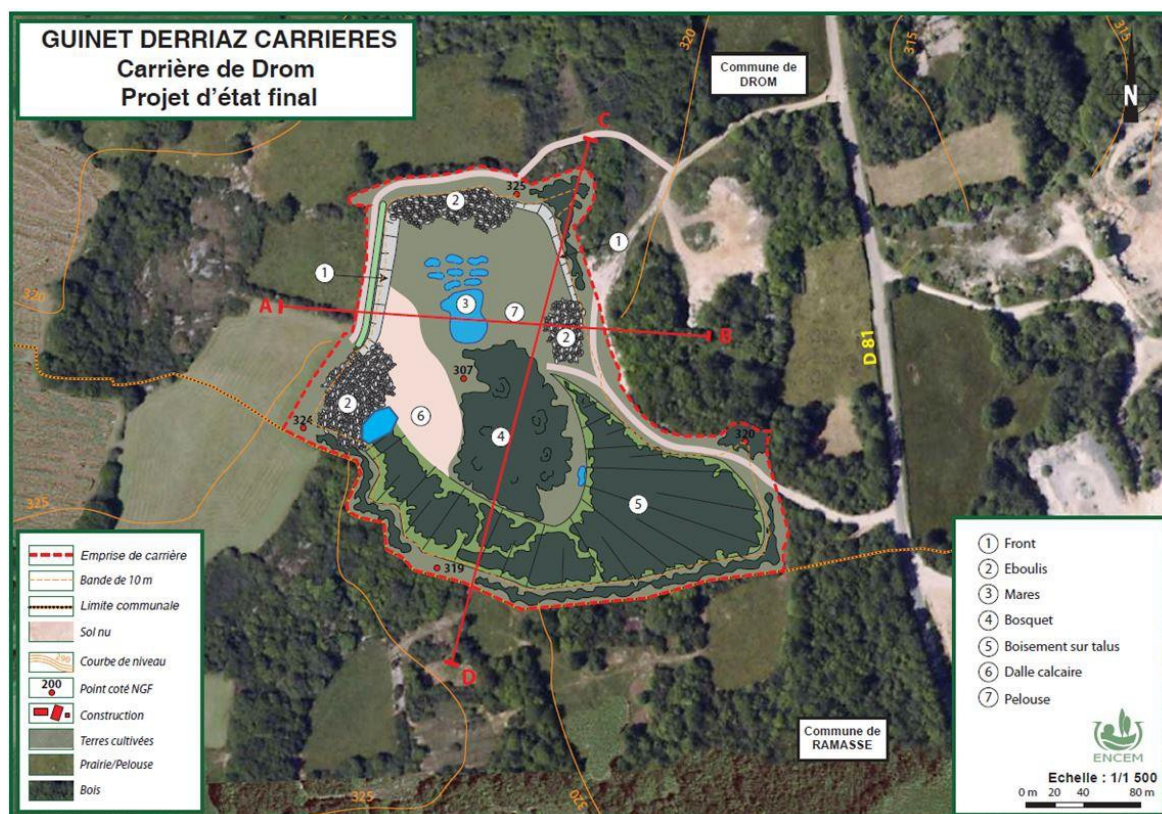 GUINET DERRIAZ CARRIERES
Carrière de Drom
Projet d'état final
Commune de
DROM
320
315
315
N
C
2
325
1
1
320
A
3
7
2
B
D 81
307
2
324
6
4
320
5
325
319
D
Commune de
RAMASSE
325
320
Emprise de carrière
Bande de 10 m
Limite communale
Sol nu
290
Courbe de niveau
200
Point coté NGF
Construction
Terres cultivées
Prairie/Pelouse
Bois
1 Front
2 Eboulis
3 Mares
4 Bosquet
5 Boisement sur talus
6 Dalle calcaire
7 Pelouse
ENCEM
Echelle : 1/1 500
0 m 20 40 80 m